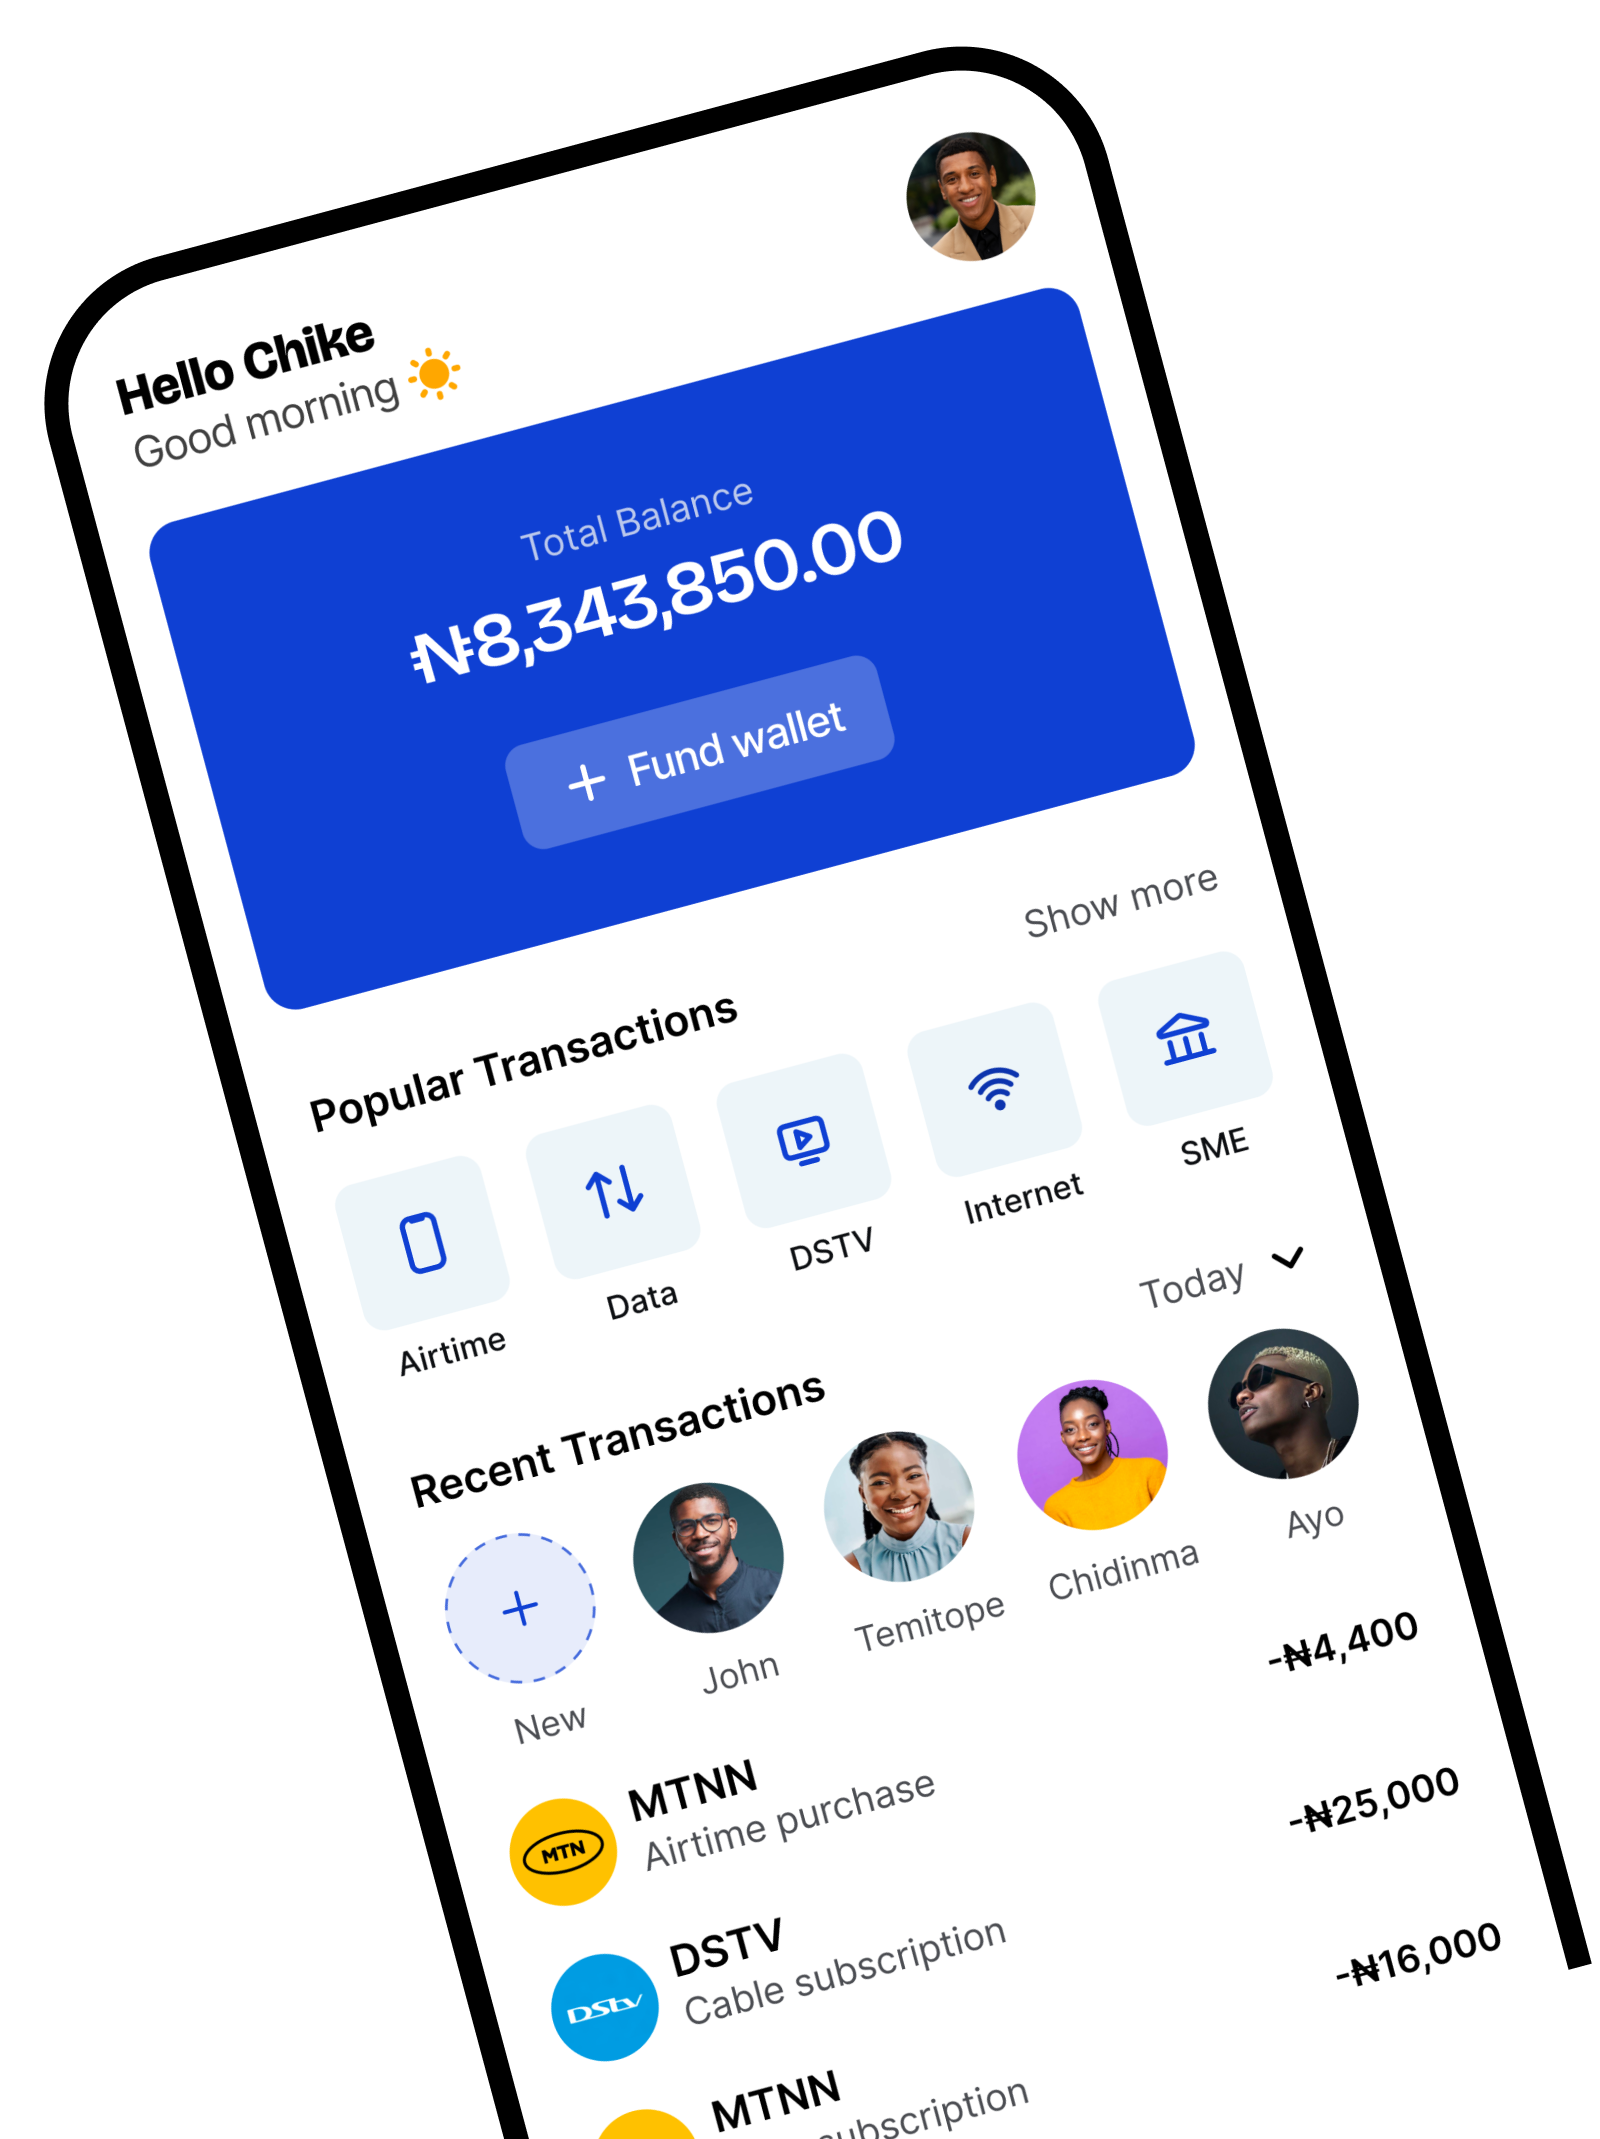 Hello Chike
Good morning
Total Balance
₦8,343,850.00
+ Fund wallet
Popular Transactions
Show more
Airtime
Data
DSTV
Internet
SME
Recent Transactions
Today
New
John
Temitope
Chidinma
Ayo
MTN
MTNN
Airtime purchase
-₦4,400
DStv
DSTV
Cable subscription
-₦25,000
MTNN
subscription
-₦16,000